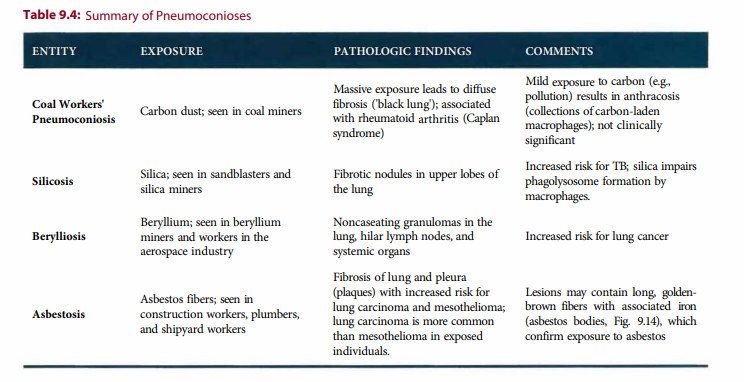 Table 9.4: Summary of Pneumoconioses
ENTITY EXPOSURE PATHOLOGIC FINDINGS COMMENTS
Coal Workers'
Pneumoconiosis
Carbon dust; seen in coal miners
Massive exposure leads to diffuse
fibrosis ('black lung'); associated
with rheumatoid arthritis (Caplan
syndrome)
Mild exposure to carbon (e.g.,
pollution) results in anthracosis
(collections of carbon-laden
macrophages); not clinically
significant
Silicosis
Silica; seen in sandblasters and
silica miners
Fibrotic nodules in upper lobes of
the lung
Increased risk for TB; silica impairs
phagolysosome formation by
macrophages.
Berylliosis
Beryllium; seen in beryllium
miners and workers in the
aerospace industry
Noncaseating granulomas in the
lung, hilar lymph nodes, and
systemic organs
Increased risk for lung cancer
Asbestosis
Asbestos fibers; seen in
construction workers, plumbers,
and shipyard workers
Fibrosis of lung and pleura
(plaques) with increased risk for
lung carcinoma and mesothelioma;
lung carcinoma is more common
than mesothelioma in exposed
individuals.
Lesions may contain long, golden-
brown fibers with associated iron
(asbestos bodies, Fig. 9.14), which
confirm exposure to asbestos